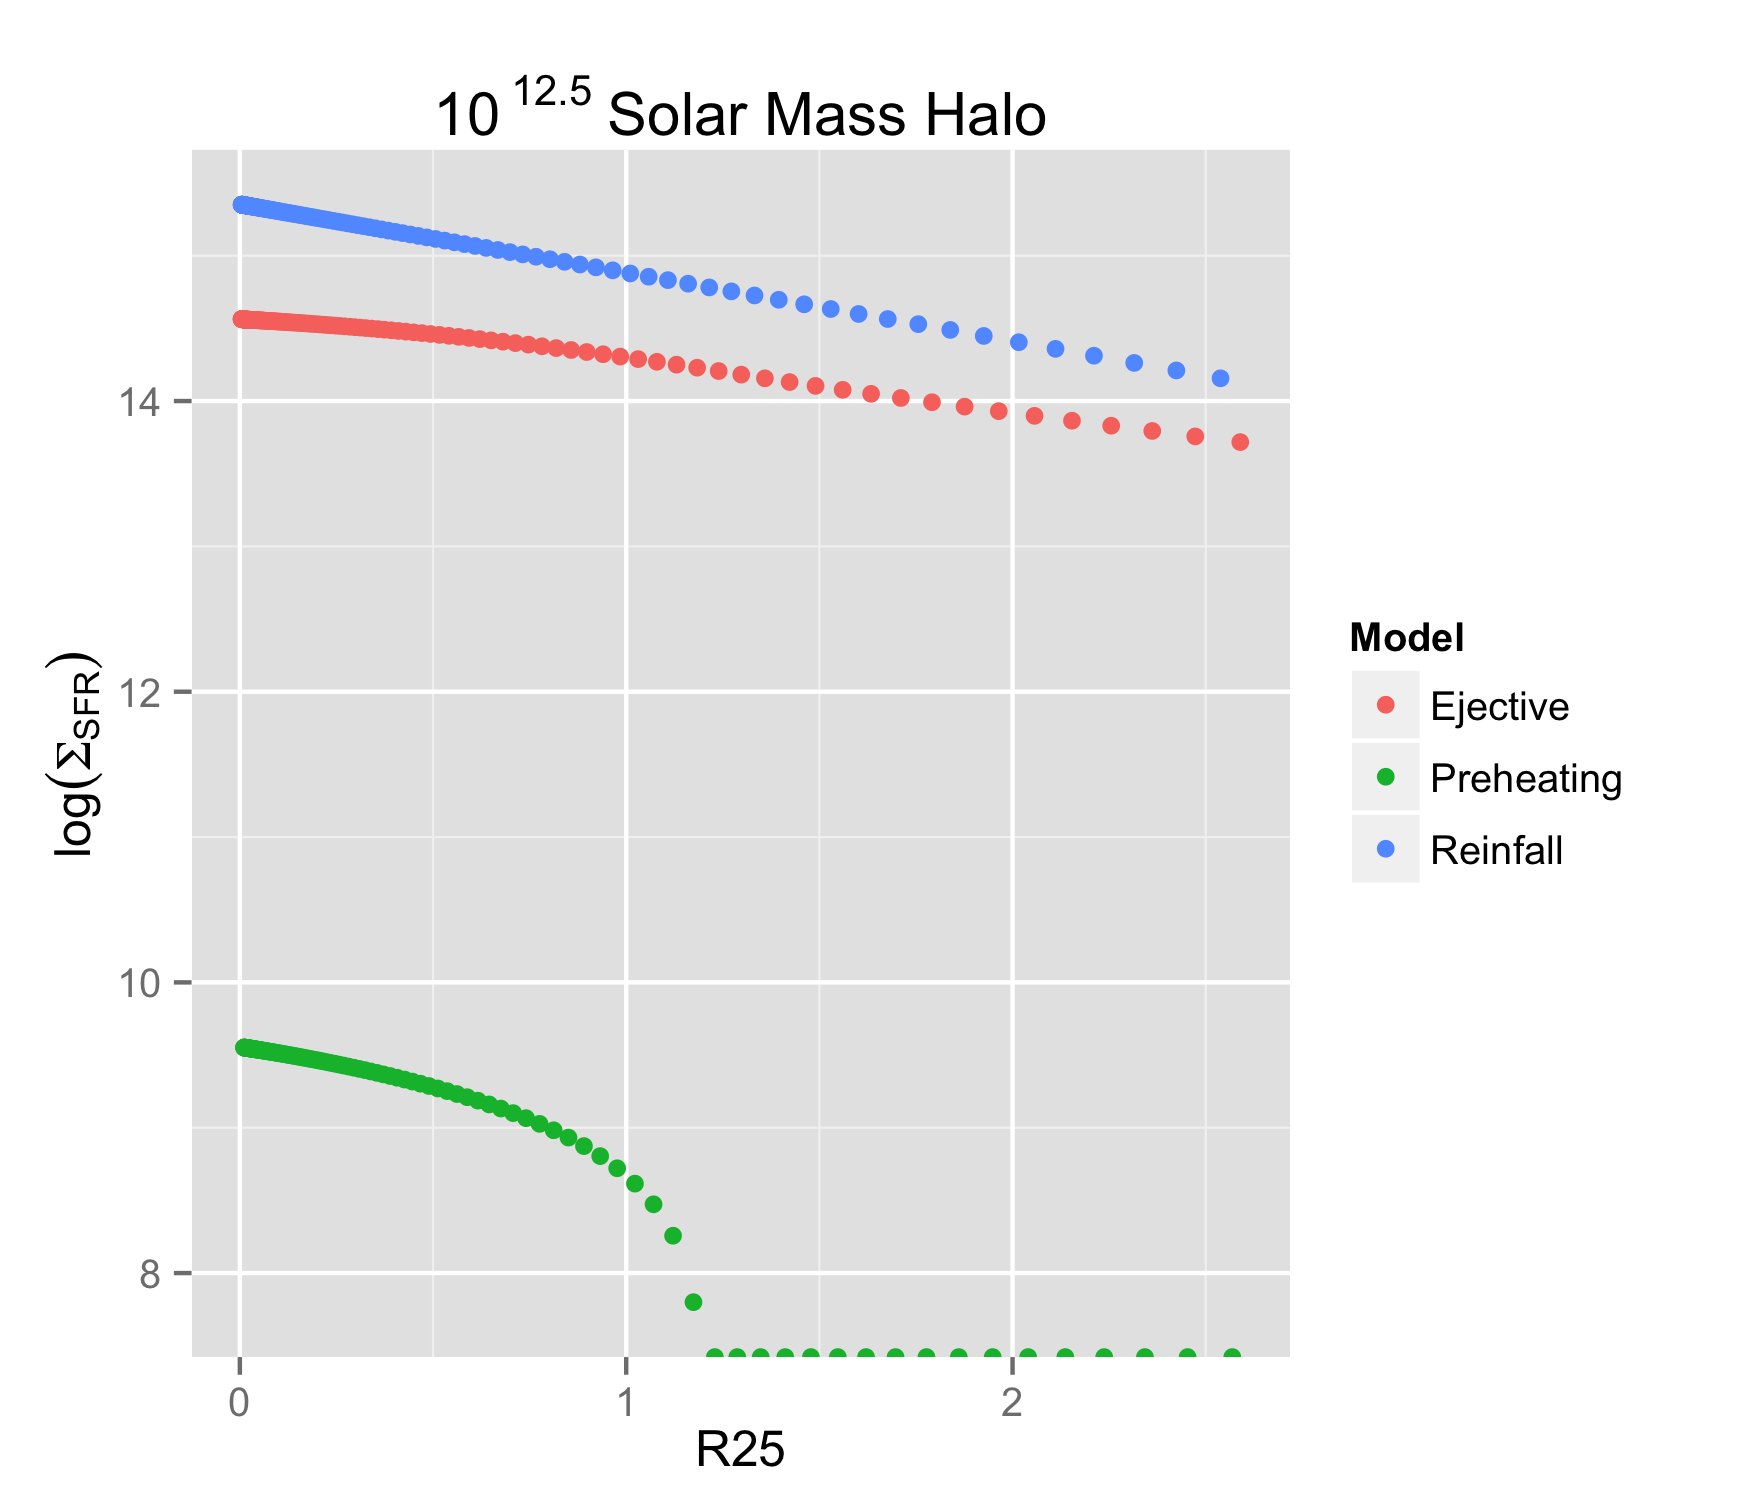 10^12.5 Solar Mass Halo
14
12
10
8
log(Σ_SFR)
0 1 2
R25
Model
Ejective
Preheating
Reinfall